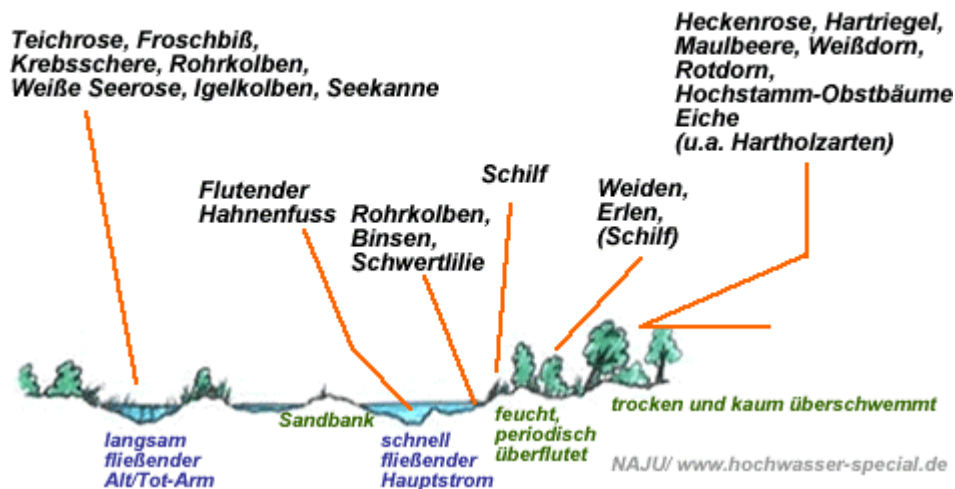 Teichrose, Froschbiß,
Krebsschere, Rohrkolben,
Weiße Seerose, Igelkolben, Seekanne
Flutender
Hahnenfuss
Rohrkolben,
Binsen,
Schwertlilie
Schilf
Weiden,
Erlen,
(Schilf)
Heckenrose, Hartriegel,
Maulbeere, Weißdorn,
Rotdorn,
Hochstamm-Obstbäume
Eiche
(u.a. Hartholzarten)
langsam
fließender
Alt/Tot-Arm
Sandbank
schnell
fließender
Hauptstrom
feucht,
periodisch
überflutet
trocken und kaum überschwemmt
NAJU/ www.hochwasser-special.de